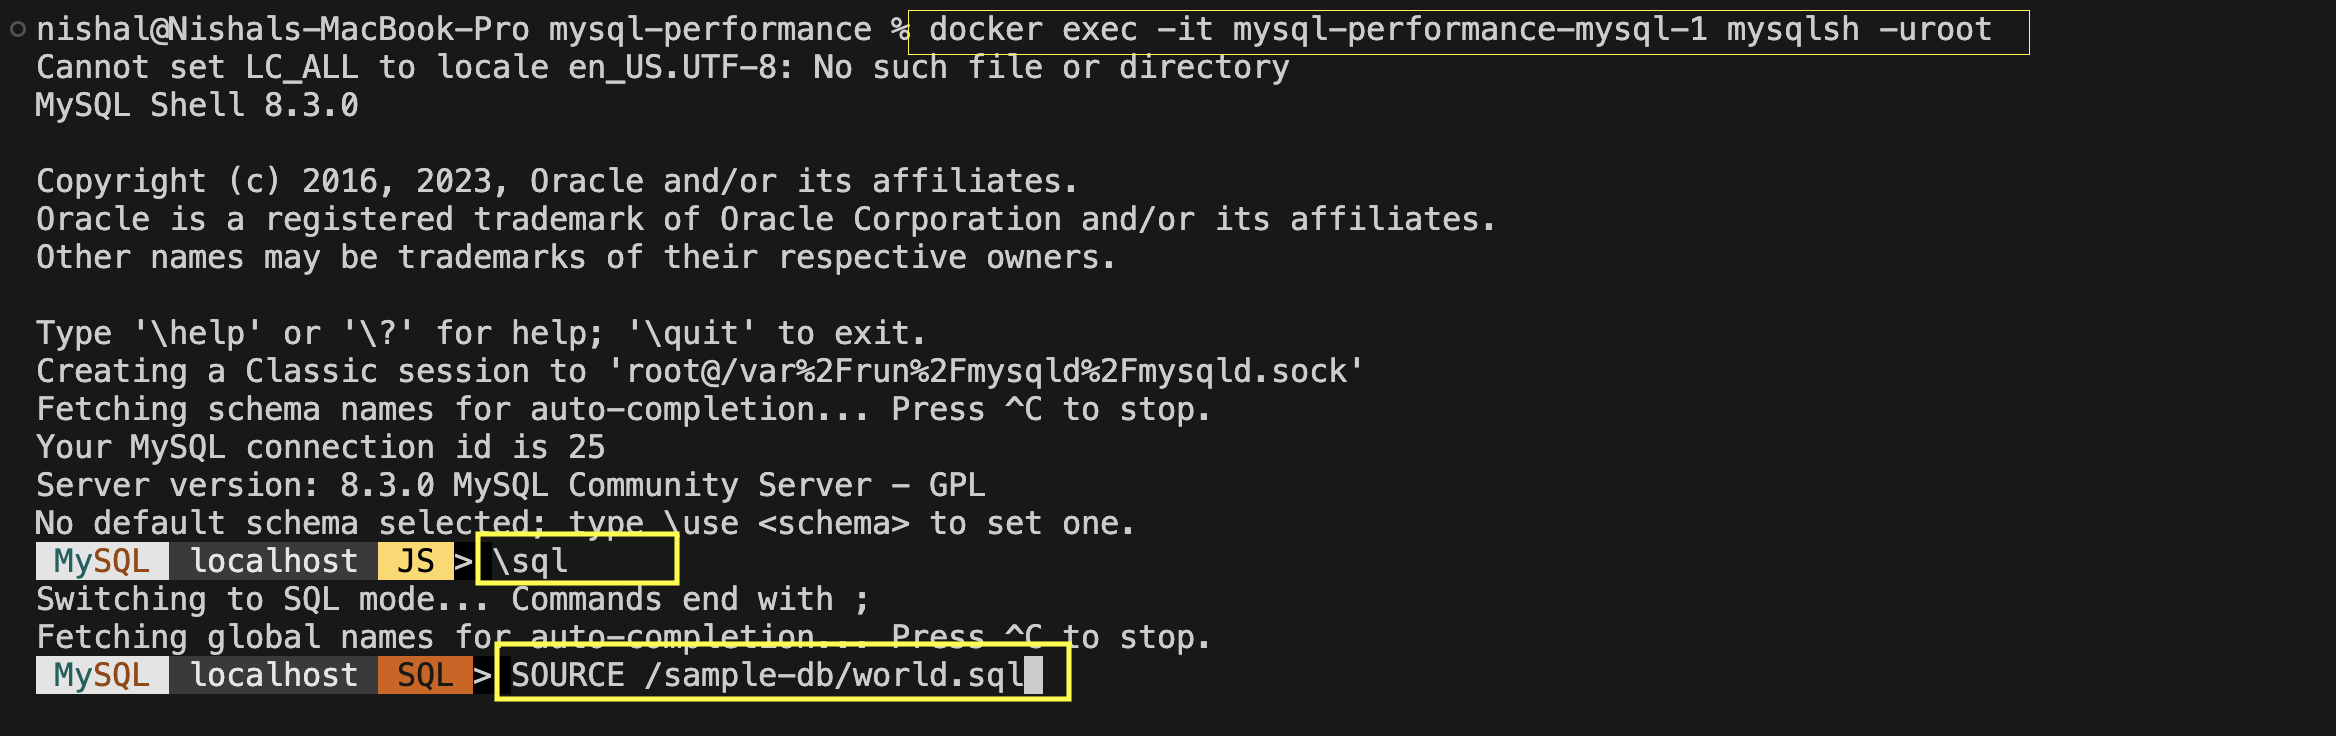 nishal@Nishals-MacBook-Pro mysql-performance % docker exec -it mysql-performance-mysql-1 mysqlsh -uroot
Cannot set LC_ALL to locale en_US.UTF-8: No such file or directory
MySQL Shell 8.3.0
Copyright (c) 2016, 2023, Oracle and/or its affiliates.
Oracle is a registered trademark of Oracle Corporation and/or its affiliates.
Other names may be trademarks of their respective owners.
Type '\help' or '\?' for help; '\quit' to exit.
Creating a Classic session to 'root@/var%2Frun%2Fmysqld%2Fmysqld.sock'
Fetching schema names for auto-completion... Press ^C to stop.
Your MySQL connection id is 25
Server version: 8.3.0 MySQL Community Server - GPL
No default schema selected; type \use <schema> to set one.
MySQL localhost JS > \sql
Switching to SQL mode... Commands end with ;
Fetching global names for auto-completion... Press ^C to stop.
MySQL localhost SQL > SOURCE /sample-db/world.sql